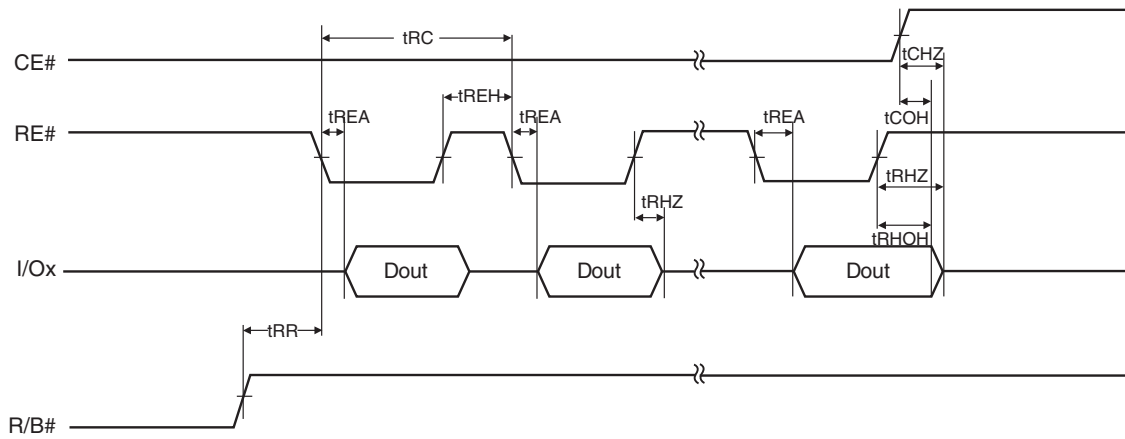 tRC
tCHZ
CE#
tREH
tCOH
tREA
tREA
tREA
RE#
tRHZ
tRHZ
tRHOH
I/Ox
Dout
Dout
Dout
tRR
R/B#